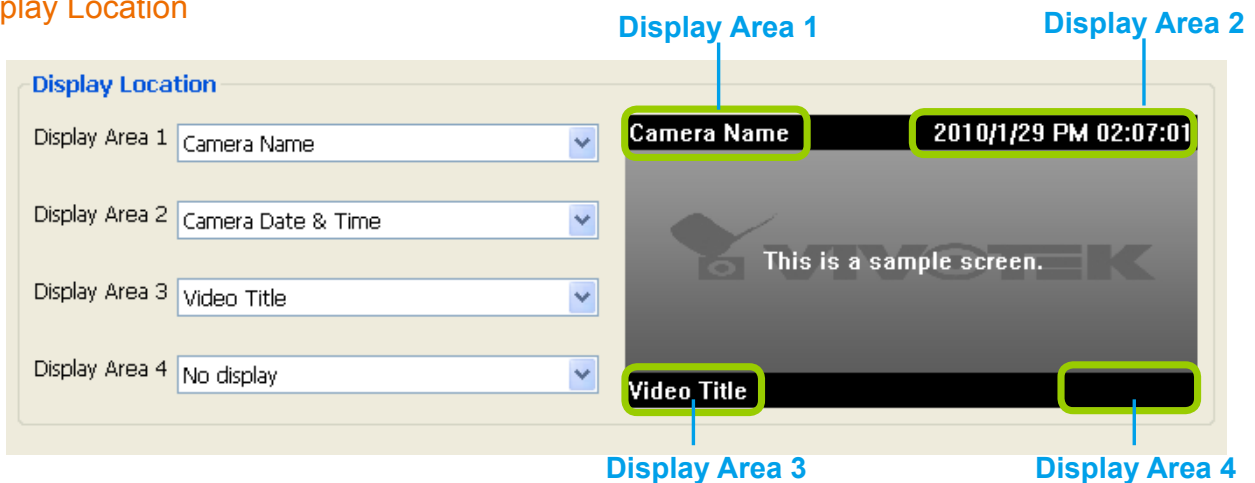 play Location
Display Area 1
Display Area 2
Display Location
Display Area 1 Camera Name
Display Area 2 Camera Date & Time
Display Area 3 Video Title
Display Area 4 No display
Camera Name 2010/1/29 PM 02:07:01
VIVOTEK
This is a sample screen.
Video Title
Display Area 3
Display Area 4